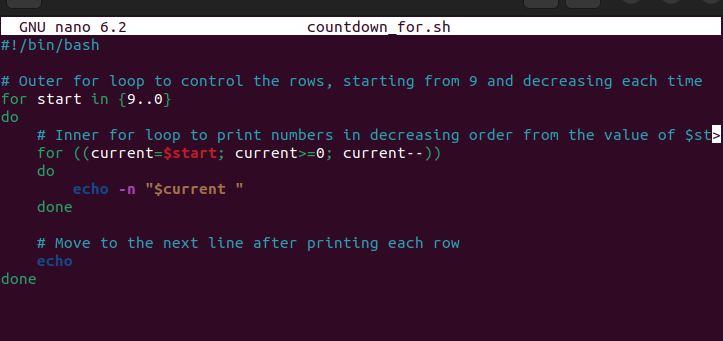 GNU nano 6.2 countdown_for.sh
#!/bin/bash
# Outer for loop to control the rows, starting from 9 and decreasing each time
for start in {9..0}
do
    # Inner for loop to print numbers in decreasing order from the value of $st>
    for ((current=$start; current>=0; current--))
    do
        echo -n "$current "
    done

    # Move to the next line after printing each row
    echo
done